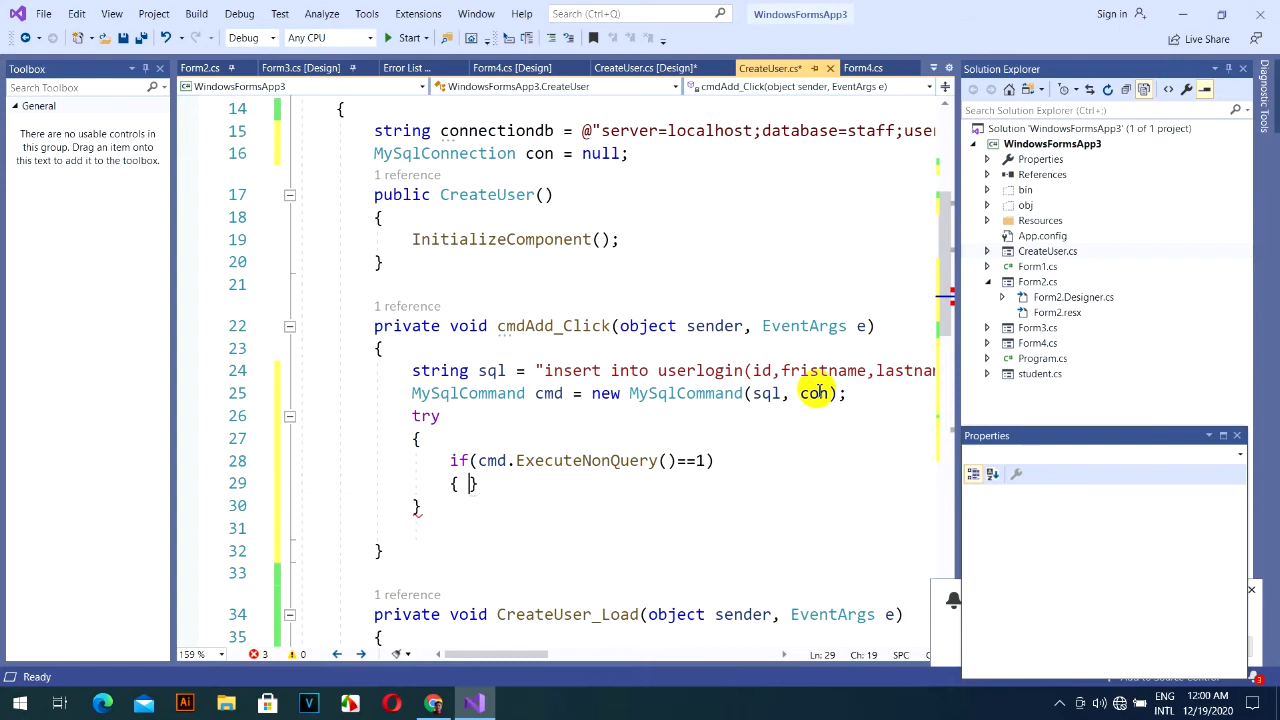 File Edit View Git Project Build Debug Test Analyze Tools Extensions Window Help Search (Ctrl+Q) WindowsFormsApp3 Sign in
Debug Any CPU Start Live Share
Toolbox
Search Toolbox
General
There are no usable controls in
this group. Drag an item onto
this text to add it to the toolbox.
Form2.cs Form3.cs [Design] Error List ... Form4.cs [Design] CreateUser.cs [Design]* CreateUser.cs* Form4.cs
WindowsFormsApp3 WindowsFormsApp3.CreateUser cmdAdd_Click(object sender, EventArgs e)
14 {
15 string connectiondb = @"server=localhost;database=staff;user
16 MySqlConnection con = null;
1 reference
17 public CreateUser()
18 {
19 InitializeComponent();
20 }
21
1 reference
22 private void cmdAdd_Click(object sender, EventArgs e)
23 {
24 string sql = "insert into userlogin(id,fristname,lastnam
25 MySqlCommand cmd = new MySqlCommand(sql, con);
26 try
27 {
28 if(cmd.ExecuteNonQuery()==1)
29 { }
30 }
31
32 }
33
1 reference
34 private void CreateUser_Load(object sender, EventArgs e)
35 {
159 % 3 0 Ln: 29 Ch: 19 SPC
Solution Explorer
Search Solution Explorer (Ctrl+;)
Solution 'WindowsFormsApp3' (1 of 1 project)
WindowsFormsApp3
Properties
References
bin
obj
Resources
App.config
CreateUser.cs
Form1.cs
Form2.cs
Form2.Designer.cs
Form2.resx
Form3.cs
Form4.cs
Program.cs
student.cs
Properties
Diagnostic Tools
Ready
Add to Source Control 3
ENG
INTL
12:00 AM
12/19/2020